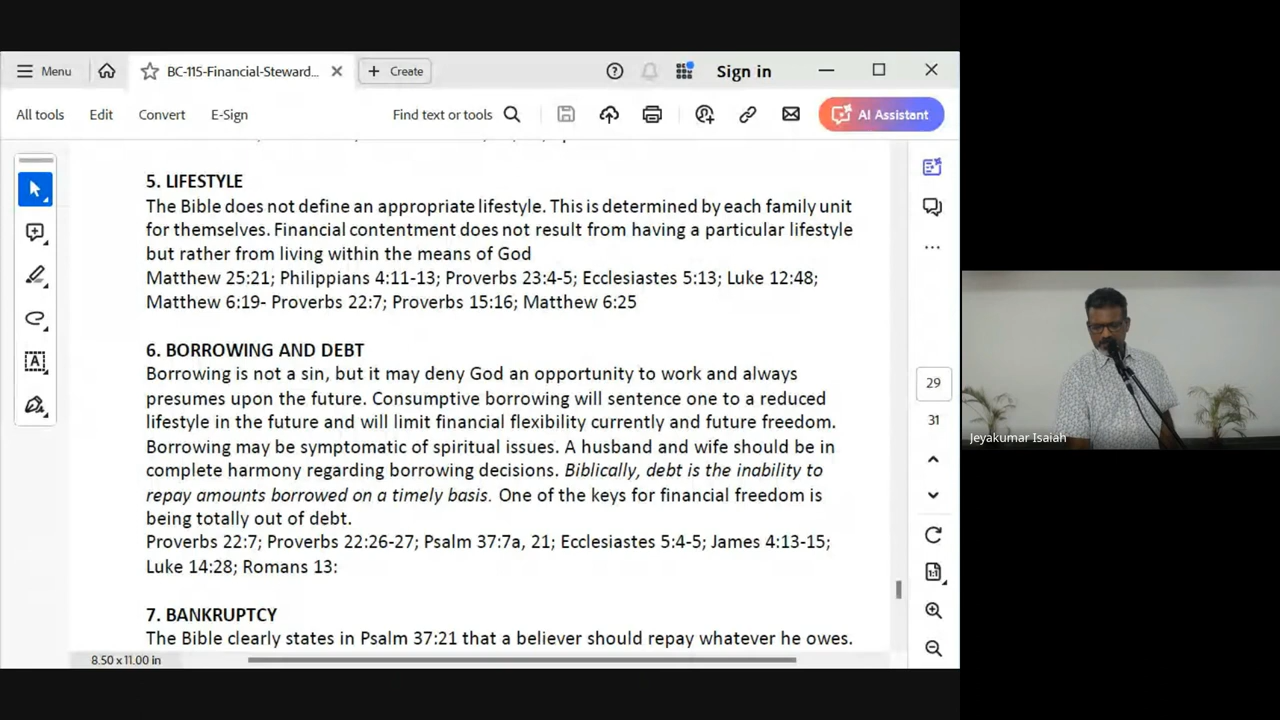 Menu
BC-115-Financial-Steward...
Create
Sign in
All tools
Edit
Convert
E-Sign
Find text or tools
AI Assistant
5. LIFESTYLE
The Bible does not define an appropriate lifestyle. This is determined by each family unit
for themselves. Financial contentment does not result from having a particular lifestyle
but rather from living within the means of God
Matthew 25:21; Philippians 4:11-13; Proverbs 23:4-5; Ecclesiastes 5:13; Luke 12:48;
Matthew 6:19- Proverbs 22:7; Proverbs 15:16; Matthew 6:25
6. BORROWING AND DEBT
Borrowing is not a sin, but it may deny God an opportunity to work and always
presumes upon the future. Consumptive borrowing will sentence one to a reduced
lifestyle in the future and will limit financial flexibility currently and future freedom.
Borrowing may be symptomatic of spiritual issues. A husband and wife should be in
complete harmony regarding borrowing decisions. Biblically, debt is the inability to
repay amounts borrowed on a timely basis. One of the keys for financial freedom is
being totally out of debt.
Proverbs 22:7; Proverbs 22:26-27; Psalm 37:7a, 21; Ecclesiastes 5:4-5; James 4:13-15;
Luke 14:28; Romans 13:
7. BANKRUPTCY
The Bible clearly states in Psalm 37:21 that a believer should repay whatever he owes.
8.50 x 11.00 in
29
31
1:1
Jeyakumar Isaiah